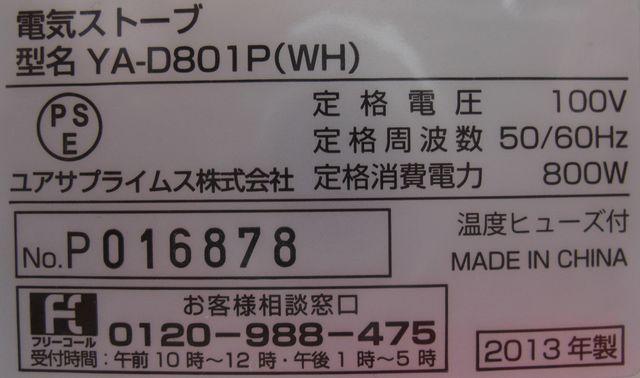 電気ストーブ
型名 YA-D801P(WH)
PS
E
定格電圧 100V
定格周波数 50/60Hz
ユアサプライムス株式会社 定格消費電力 800W
温度ヒューズ付
No.P016878
MADE IN CHINA
お客様相談窓口
フリーコール 0120-988-475
受付時間:午前10時～12時・午後1時～5時
2013年製